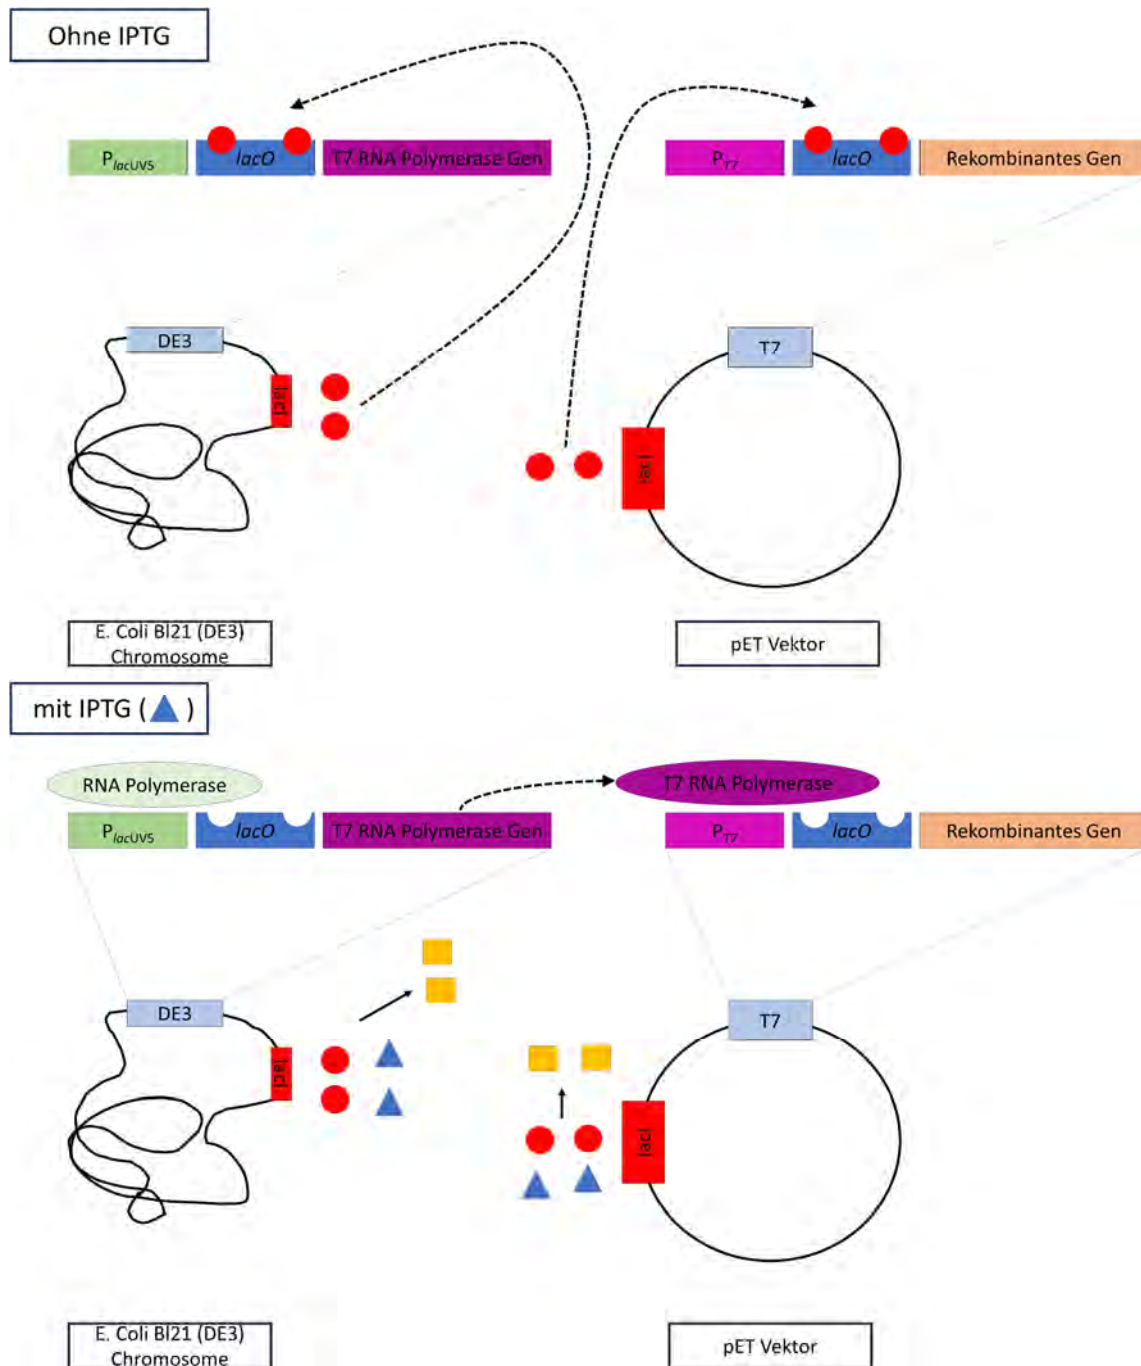 Ohne IPTG
PlacUV5 lacO T7 RNA Polymerase Gen PT7 lacO Rekombinantes Gen
DE3 T7
lacI
lacI
E. Coli Bl21 (DE3)
Chromosome
pET Vektor
mit IPTG ( )
RNA Polymerase T7 RNA Polymerase
PlacUV5 lacO T7 RNA Polymerase Gen PT7 lacO Rekombinantes Gen
DE3 T7
lacI
lacI
E. Coli Bl21 (DE3)
Chromosome
pET Vektor